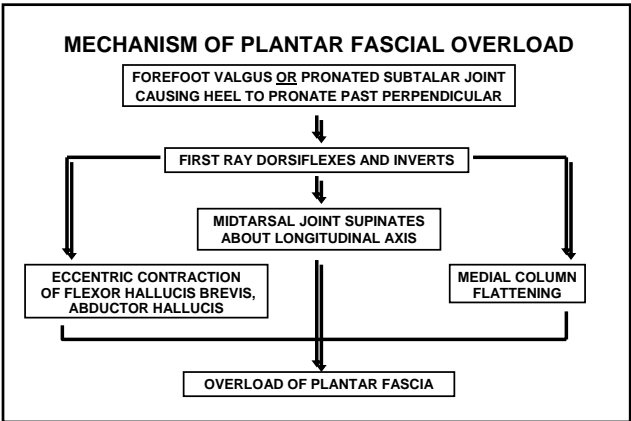 MECHANISM OF PLANTAR FASCIAL OVERLOAD
FOREFOOT VALGUS OR PRONATED SUBTALAR JOINT
CAUSING HEEL TO PRONATE PAST PERPENDICULAR
FIRST RAY DORSIFLEXES AND INVERTS
MIDTARSAL JOINT SUPINATES
ABOUT LONGITUDINAL AXIS
ECCENTRIC CONTRACTION
OF FLEXOR HALLUCIS BREVIS,
ABDUCTOR HALLUCIS
MEDIAL COLUMN
FLATTENING
OVERLOAD OF PLANTAR FASCIA